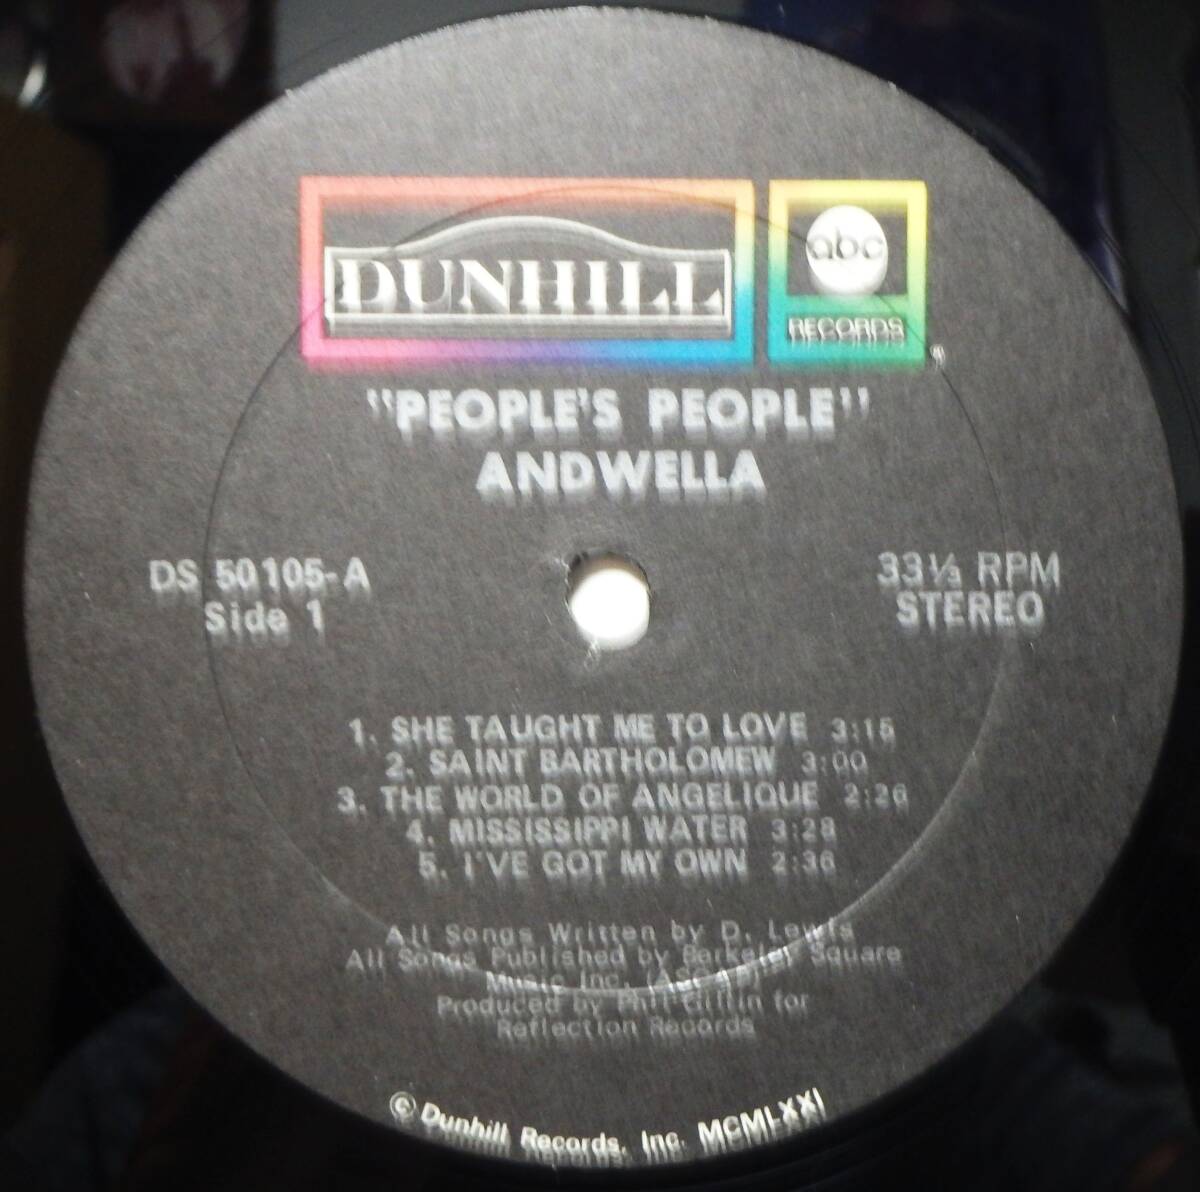 DUNHILL
abc
RECORDS
®
"PEOPLE'S PEOPLE"
ANDWELLA
DS 50105-A
Side 1
33⅓ RPM
STEREO
1. SHE TAUGHT ME TO LOVE 3:15
2. SAINT BARTHOLOMEW 3:00
3. THE WORLD OF ANGELIQUE 2:26
4. MISSISSIPPI WATER 3:28
5. I'VE GOT MY OWN 2:36
All Songs Written by D. Lewis
All Songs Published by Berkeley Square
Music Inc. (ASCAP)
Produced by Phil Gillin for
Reflection Records
© Dunhill Records, Inc. MCMLXXI